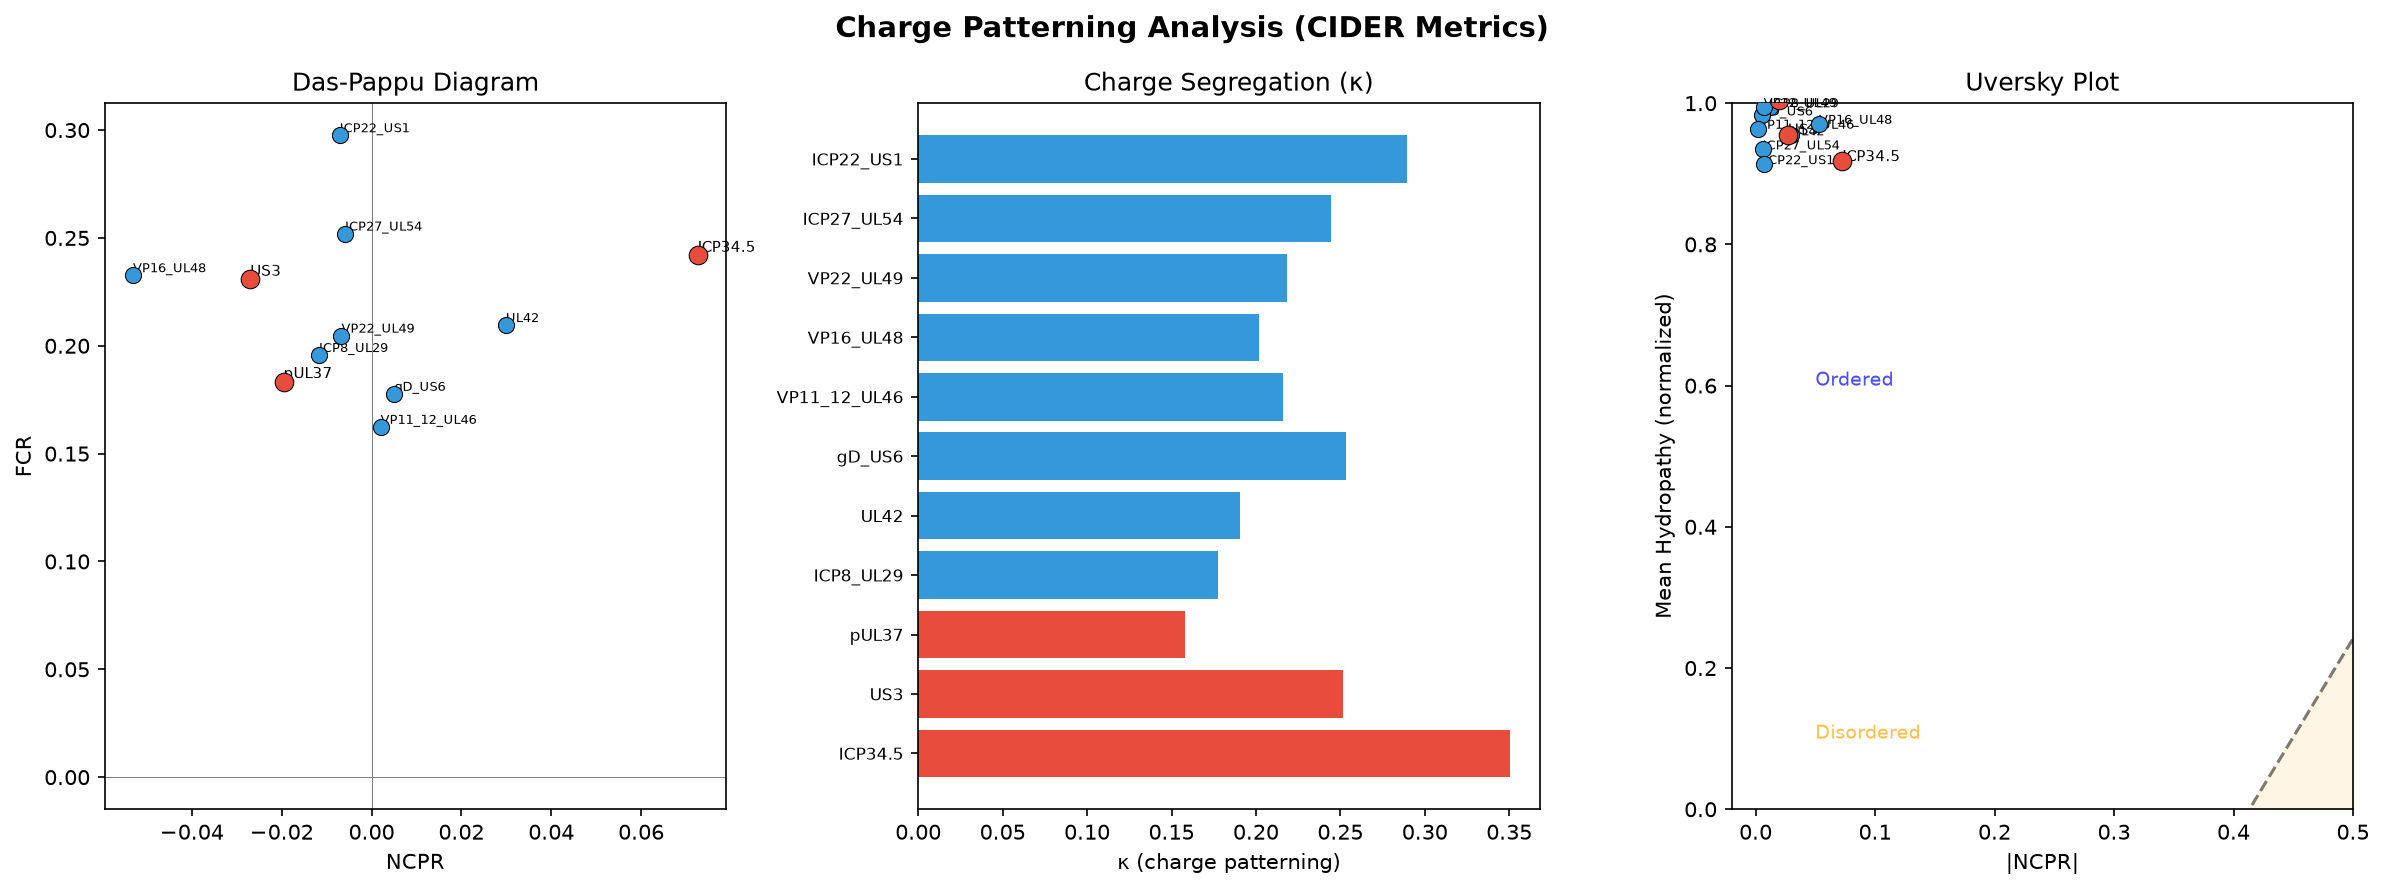 Charge Patterning Analysis (CIDER Metrics)
Das-Pappu Diagram
FCR
0.30
0.25
0.20
0.15
0.10
0.05
0.00
ICP22_US1
ICP27_UL54
ICP34.5
VP16_UL48
US3
UL42
VP22_UL49
ICP8_UL29
pUL37
gD_US6
VP11_12_UL46
−0.04
−0.02
0.00
0.02
0.04
0.06
NCPR
Charge Segregation (κ)
ICP22_US1
ICP27_UL54
VP22_UL49
VP16_UL48
VP11_12_UL46
gD_US6
UL42
ICP8_UL29
pUL37
US3
ICP34.5
0.00
0.05
0.10
0.15
0.20
0.25
0.30
0.35
κ (charge patterning)
Uversky Plot
Mean Hydropathy (normalized)
1.0
0.8
0.6
0.4
0.2
0.0
VP16_UL48
ICP27_UL54
ICP22_US1
ICP34.5
Ordered
Disordered
0.0
0.1
0.2
0.3
0.4
0.5
|NCPR|